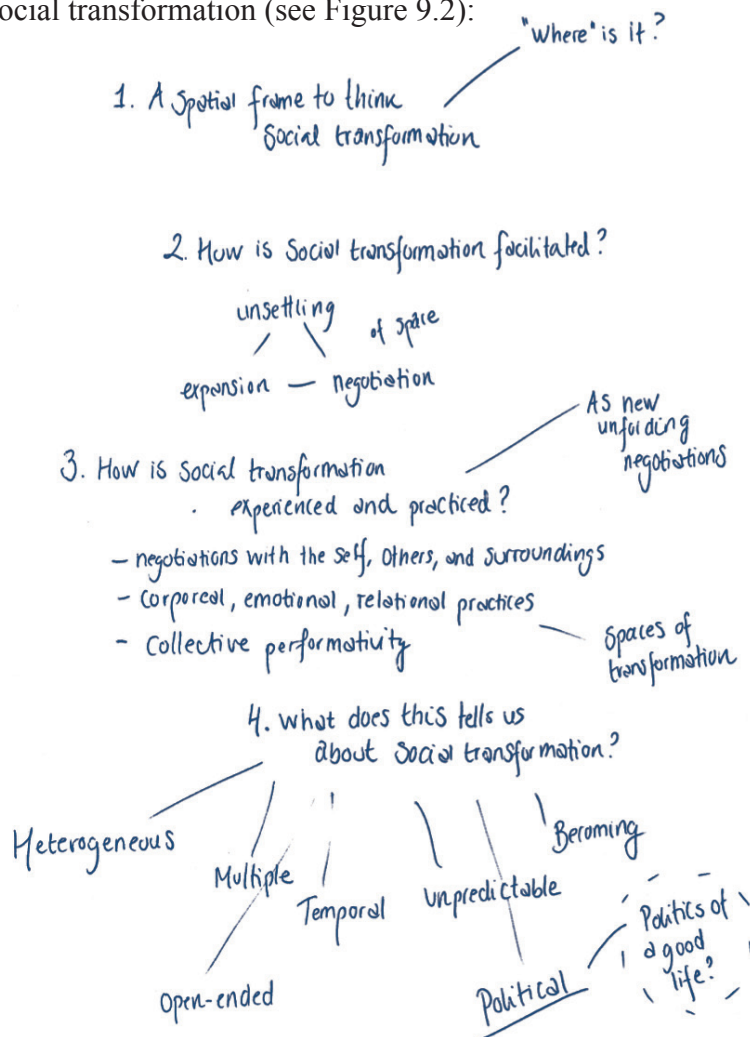 ocial transformation (see Figure 9.2):
"Where" is it?
1. A Spatial frame to think
Social transformation
2. How is Social transformation facilitated?
unsettling
of space
expansion — negotiation
As new
unfolding
negotiations
3. How is social transformation
experienced and practiced?
– negotiations with the self, others, and surroundings
- corporeal, emotional, relational practices
- Collective performativity
Spaces of
transformation
4. What does this tells us
about social transformation?
Heterogeneous
Multiple
Temporal
Unpredictable
Becoming
Open-ended
Political
Politics of
a good
life?